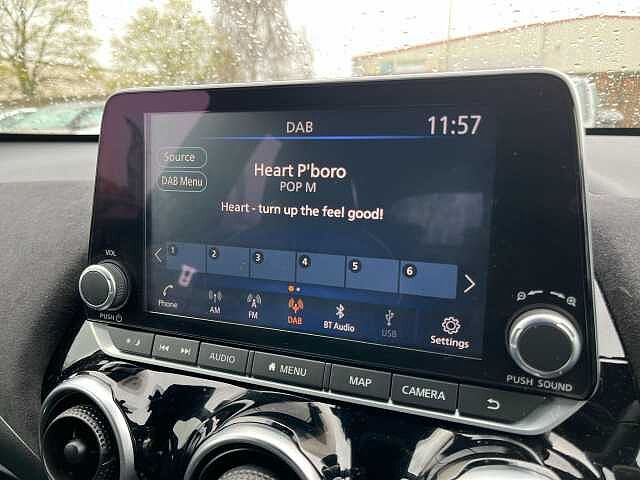 DAB
11:57
Source
DAB Menu
Heart P'boro
POP M
Heart - turn up the feel good!
1 2 3 4 5 6
Phone AM FM DAB BT Audio USB Settings
VOL
PUSH
PUSH SOUND
AUDIO MENU MAP CAMERA